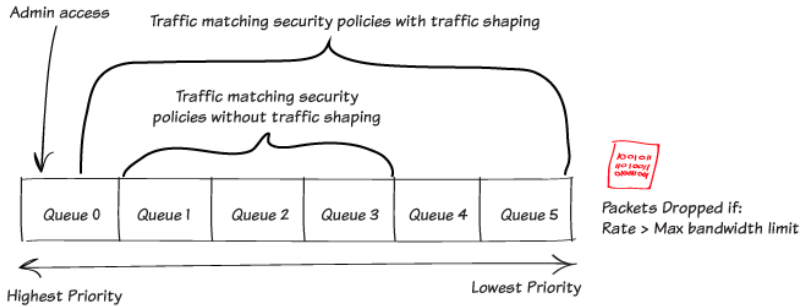 Admin access
Traffic matching security policies with traffic shaping
Traffic matching security
policies without traffic shaping
Queue 0
Queue 1
Queue 2
Queue 3
Queue 4
Queue 5
Packets Dropped if:
Rate > Max bandwidth limit
Highest Priority
Lowest Priority